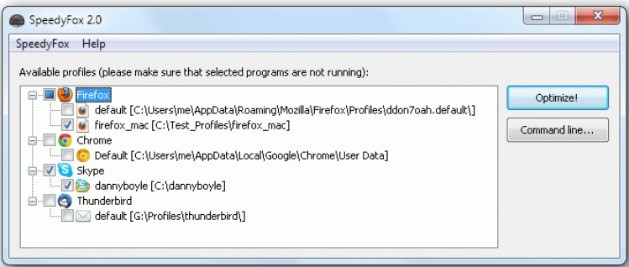 SpeedyFox 2.0
SpeedyFox Help
Available profiles (please make sure that selected programs are not running):
Firefox
default [C:\Users\me\AppData\Roaming\Mozilla\Firefox\Profiles\ddon7oah.default\]
firefox_mac [C:\Test_Profiles\firefox_mac]
Chrome
Default [C:\Users\me\AppData\Local\Google\Chrome\User Data]
Skype
dannyboyle [C:\dannyboyle]
Thunderbird
default [G:\Profiles\thunderbird\]
Optimize!
Command line...